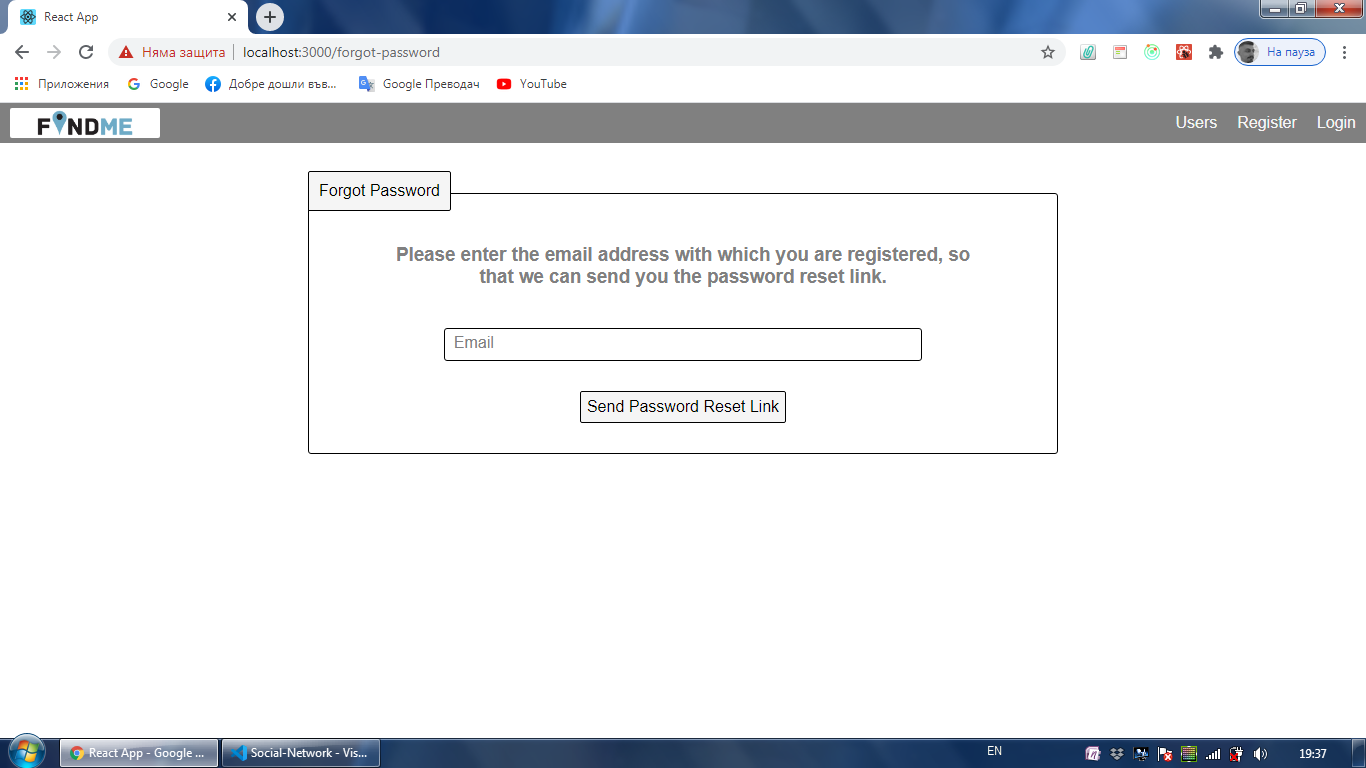 React App
Няма защита
localhost:3000/forgot-password
На пауза
Приложения
Google
Добре дошли във...
Google Преводач
YouTube
FINDME
Users
Register
Login
Forgot Password
Please enter the email address with which you are registered, so
that we can send you the password reset link.
Email
Send Password Reset Link
React App - Google ...
Social-Network - Vis...
EN
19:37